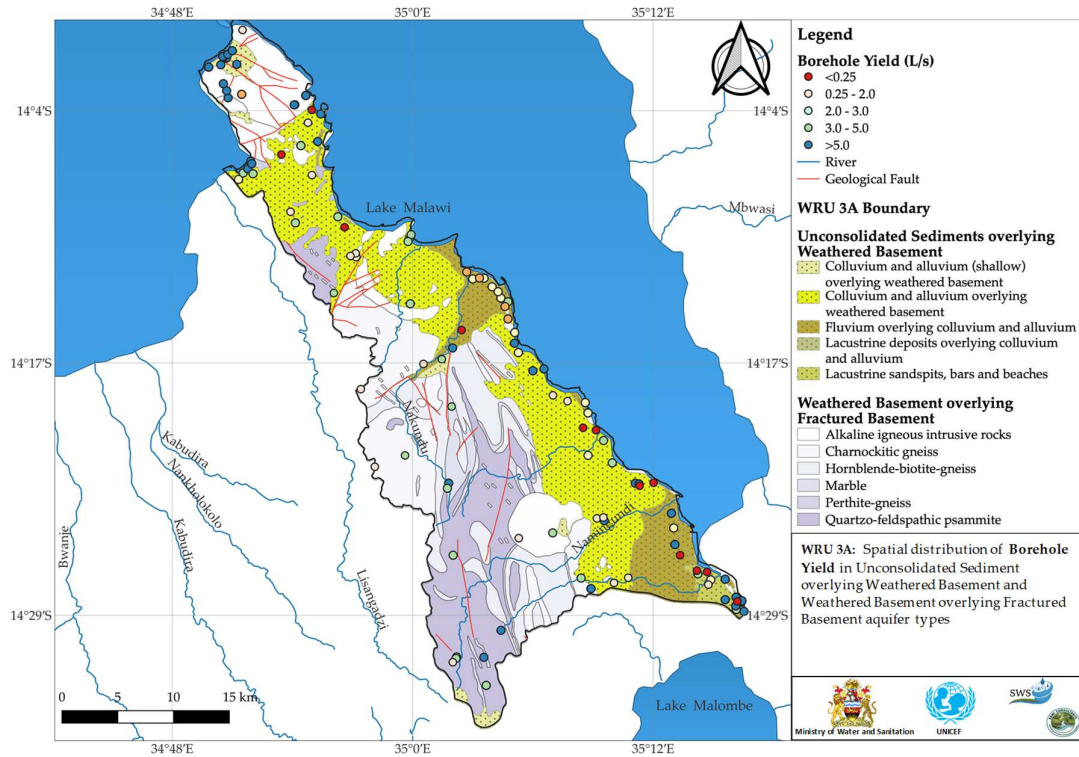 34°48'E
35°0'E
35°12'E
14°4'S
14°4'S
Lake Malawi
Mbwasi
14°17'S
14°17'S
Nakundu
Kabudira
Nankholokolo
Kabudira
Bwanje
Lisangadzi
Namingundi
14°29'S
14°29'S
Lake Malombe
0 5 10 15 km
34°48'E
35°0'E
35°12'E
Legend
Borehole Yield (L/s)
<0.25
0.25 - 2.0
2.0 - 3.0
3.0 - 5.0
>5.0
River
Geological Fault
WRU 3A Boundary
Unconsolidated Sediments overlying
Weathered Basement
Colluvium and alluvium (shallow)
overlying weathered basement
Colluvium and alluvium overlying
weathered basement
Fluvium overlying colluvium and alluvium
Lacustrine deposits overlying colluvium
and alluvium
Lacustrine sandspits, bars and beaches
Weathered Basement overlying
Fractured Basement
Alkaline igneous intrusive rocks
Charnockitic gneiss
Hornblende-biotite-gneiss
Marble
Perthite-gneiss
Quartzo-feldspathic psammite
WRU 3A: Spatial distribution of Borehole
Yield in Unconsolidated Sediment
overlying Weathered Basement and
Weathered Basement overlying Fractured
Basement aquifer types
Ministry of Water and Sanitation
UNICEF
SWS